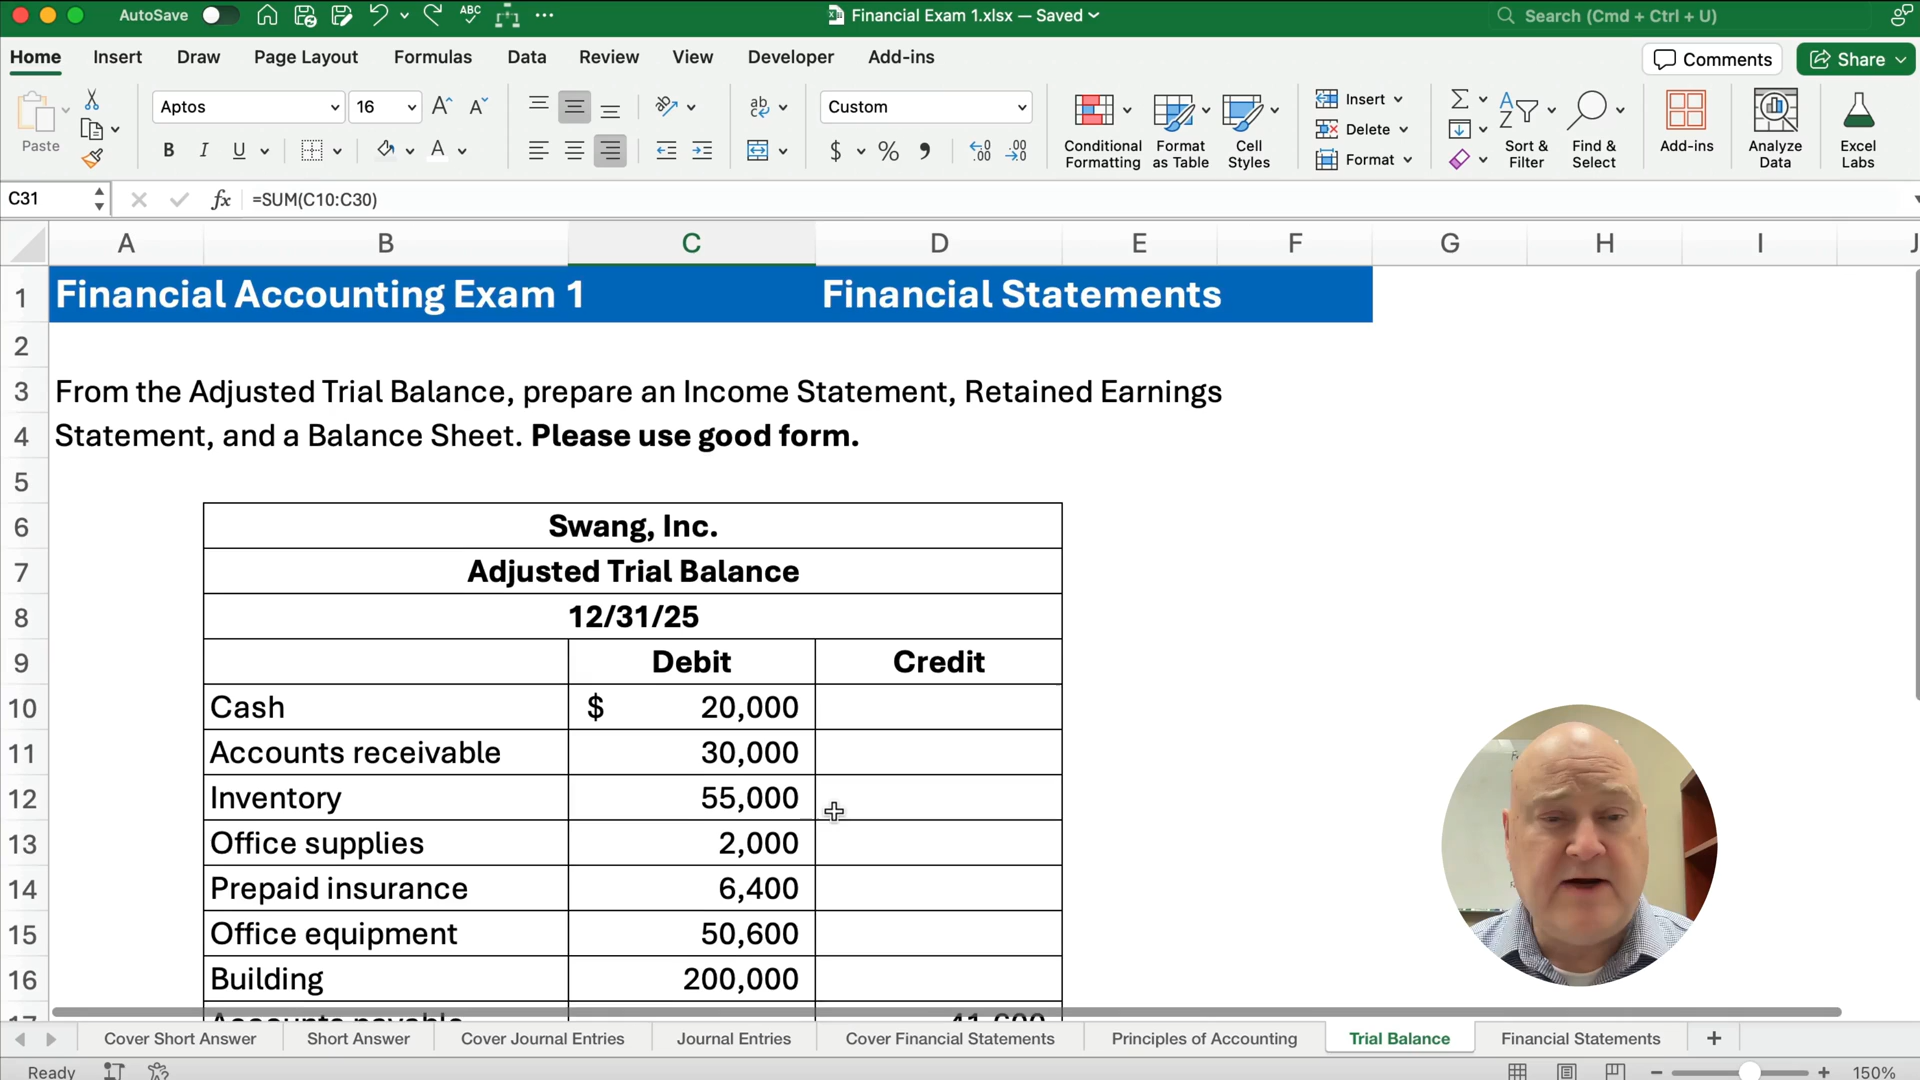 AutoSave
ABC
Financial Exam 1.xlsx — Saved
Search (Cmd + Ctrl + U)
Home Insert Draw Page Layout Formulas Data Review View Developer Add-ins
Comments
Share
Paste
Aptos
16
Custom
Conditional Formatting
Format as Table
Cell Styles
Insert
Delete
Format
Sort & Filter
Find & Select
Add-ins
Analyze Data
Excel Labs
C31
fx =SUM(C10:C30)
A B C D E F G H I J
1 Financial Accounting Exam 1 Financial Statements
2
3 From the Adjusted Trial Balance, prepare an Income Statement, Retained Earnings
4 Statement, and a Balance Sheet. Please use good form.
5
6 Swang, Inc.
7 Adjusted Trial Balance
8 12/31/25
9 Debit Credit
10 Cash $ 20,000
11 Accounts receivable 30,000
12 Inventory 55,000
13 Office supplies 2,000
14 Prepaid insurance 6,400
15 Office equipment 50,600
16 Building 200,000
17 Accounts payable 41,600
Cover Short Answer Short Answer Cover Journal Entries Journal Entries Cover Financial Statements Principles of Accounting Trial Balance Financial Statements
Ready
150%